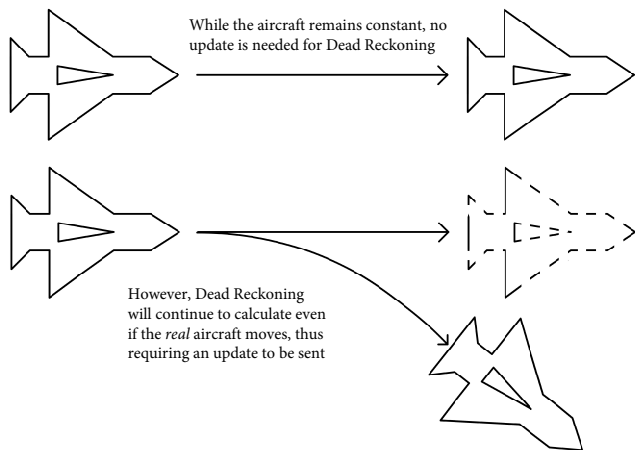 While the aircraft remains constant, no
update is needed for Dead Reckoning
However, Dead Reckoning
will continue to calculate even
if the real aircraft moves, thus
requiring an update to be sent